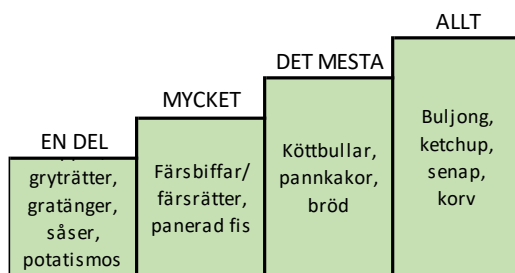 EN DEL
gryträtter,
gratänger,
såser,
potatismos
MYCKET
Färsbiffar/
färsrätter,
panerad fis
DET MESTA
Köttbullar,
pannkakor,
bröd
ALLT
Buljong,
ketchup,
senap,
korv